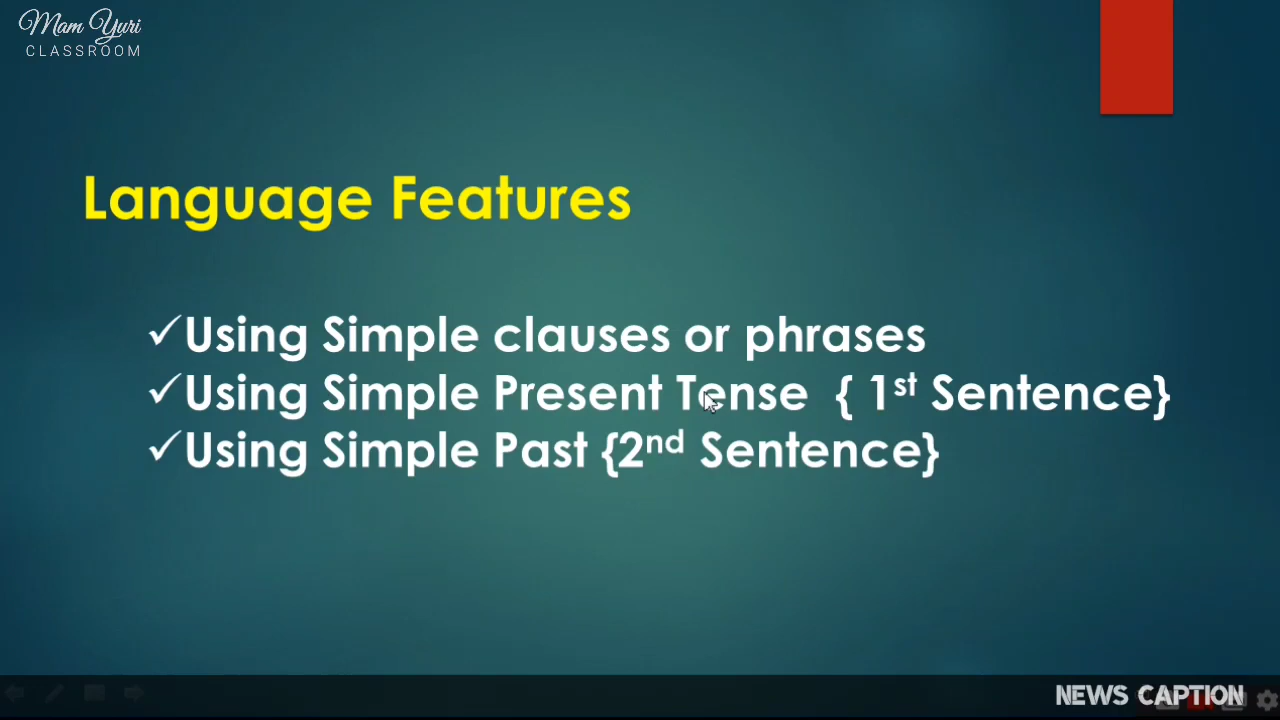 Mam Yuri
CLASSROOM
Language Features
✓Using Simple clauses or phrases
✓Using Simple Present Tense { 1st Sentence}
✓Using Simple Past {2nd Sentence}
NEWS CAPTION